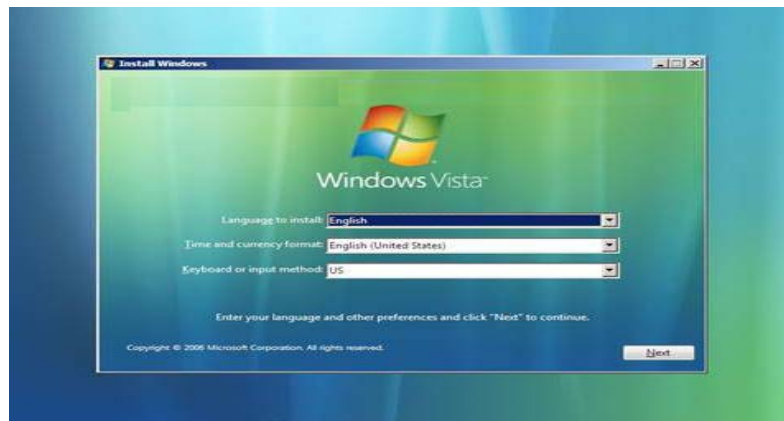 Install Windows
Windows Vista
Language to install: English
Time and currency format: English (United States)
Keyboard or input method: US
Enter your language and other preferences and click "Next" to continue.
Copyright © 2006 Microsoft Corporation. All rights reserved.
Next